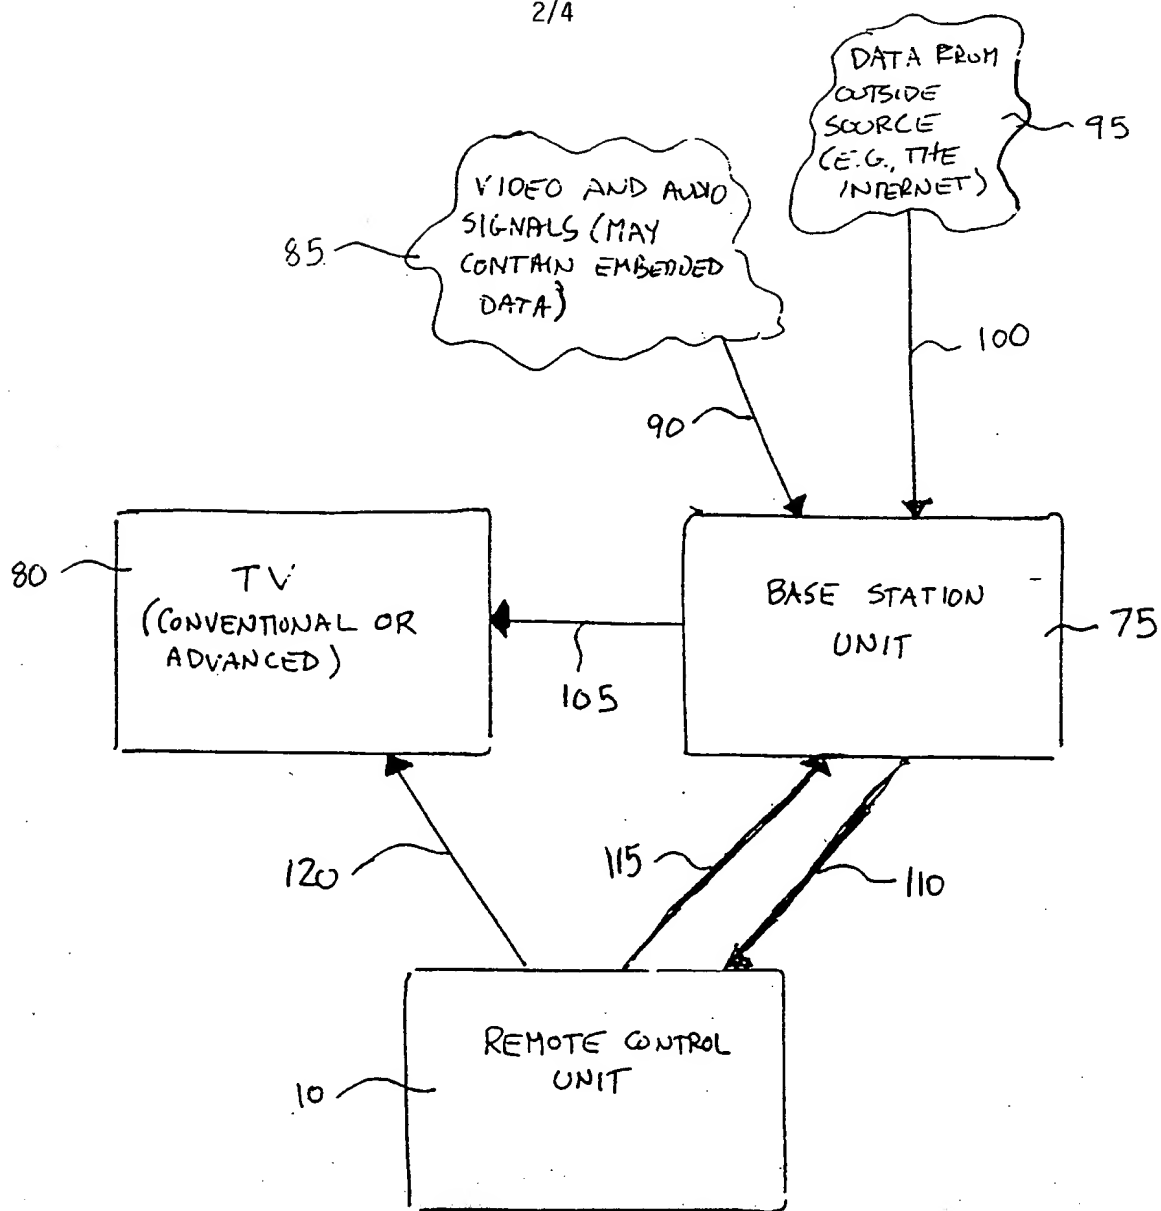 2/4
DATA FROM
OUTSIDE
SOURCE
(E.G., THE
INTERNET)
95
VIDEO AND AUDIO
SIGNALS (MAY
CONTAIN EMBEDDED
DATA)
85
100
90
80
TV
(CONVENTIONAL OR
ADVANCED)
BASE STATION
UNIT
75
105
120
115
110
REMOTE CONTROL
UNIT
10